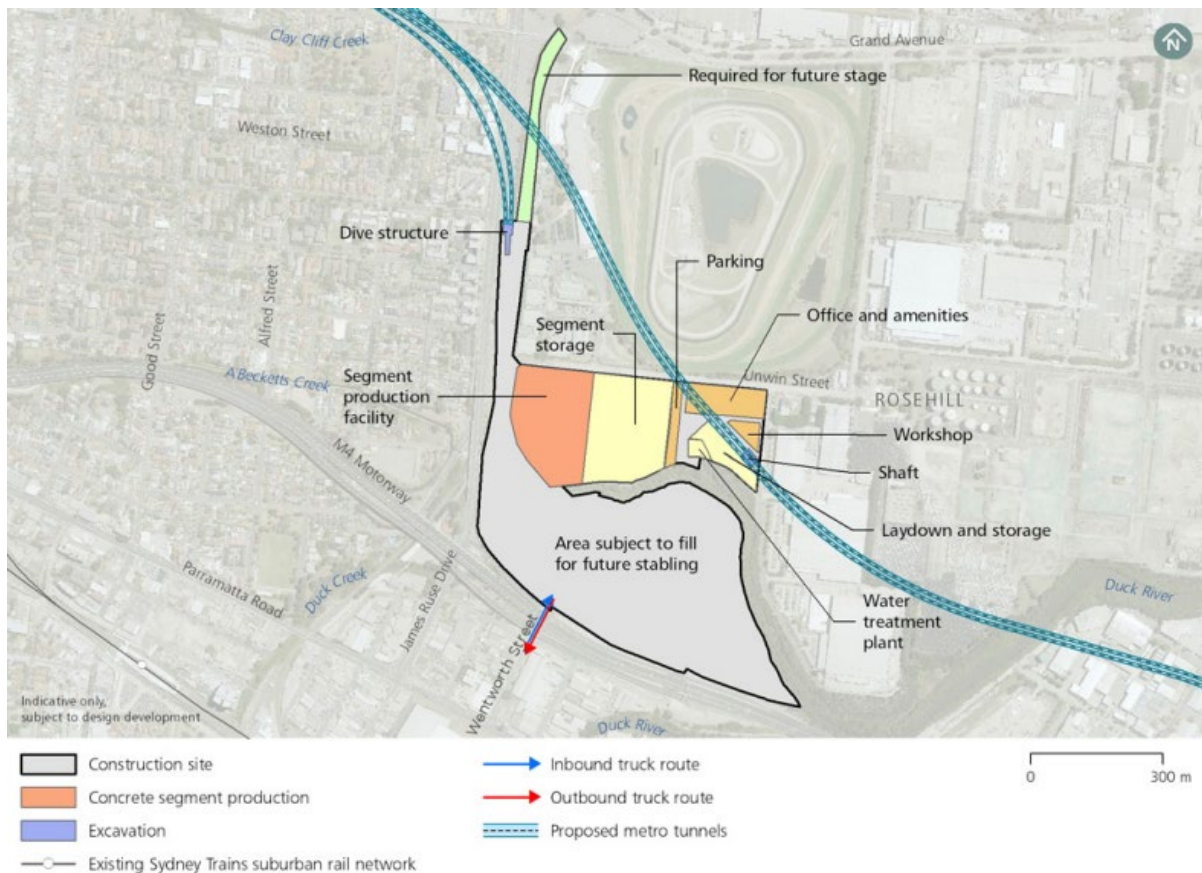 Clay Cliff Creek
Grand Avenue
N
Required for future stage
Weston Street
Dive structure
Parking
Alfred Street
Office and amenities
Good Street
Segment
storage
Unwin Street
A'Becketts Creek
Segment
production
facility
ROSEHILL
Workshop
M4 Motorway
Shaft
Laydown and storage
Area subject to fill
for future stabling
Parramatta Road
Duck Creek
James Ruse Drive
Duck River
Water
treatment
plant
Wentworth Street
Indicative only,
subject to design development
Duck River
Construction site
Inbound truck route
0
300 m
Concrete segment production
Outbound truck route
Excavation
Proposed metro tunnels
Existing Sydney Trains suburban rail network